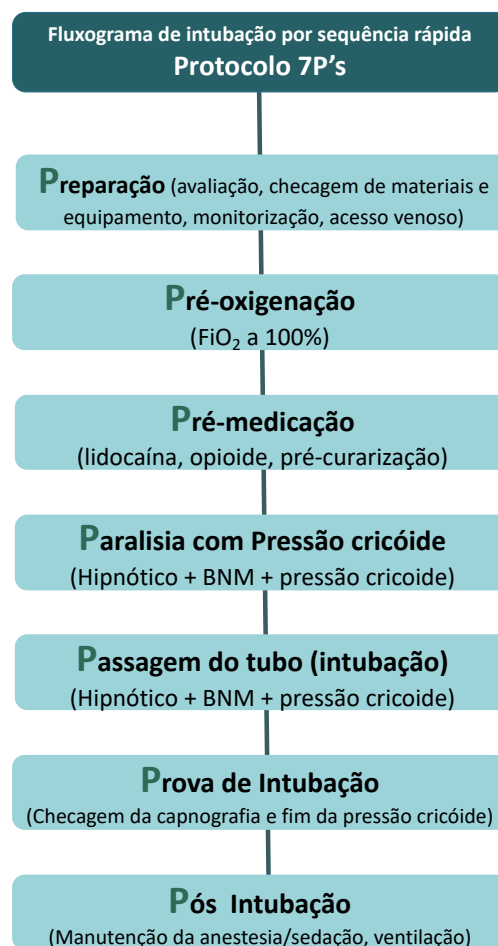 Fluxograma de intubação por sequência rápida
Protocolo 7P's
Preparação (avaliação, checagem de materiais e
equipamento, monitorização, acesso venoso)
Pré-oxigenação
(FiO₂ a 100%)
Pré-medicação
(lidocaína, opioide, pré-curarização)
Paralisia com Pressão cricóide
(Hipnótico + BNM + pressão cricoide)
Passagem do tubo (intubação)
(Hipnótico + BNM + pressão cricoide)
Prova de Intubação
(Checagem da capnografia e fim da pressão cricóide)
Pós Intubação
(Manutenção da anestesia/sedação, ventilação)